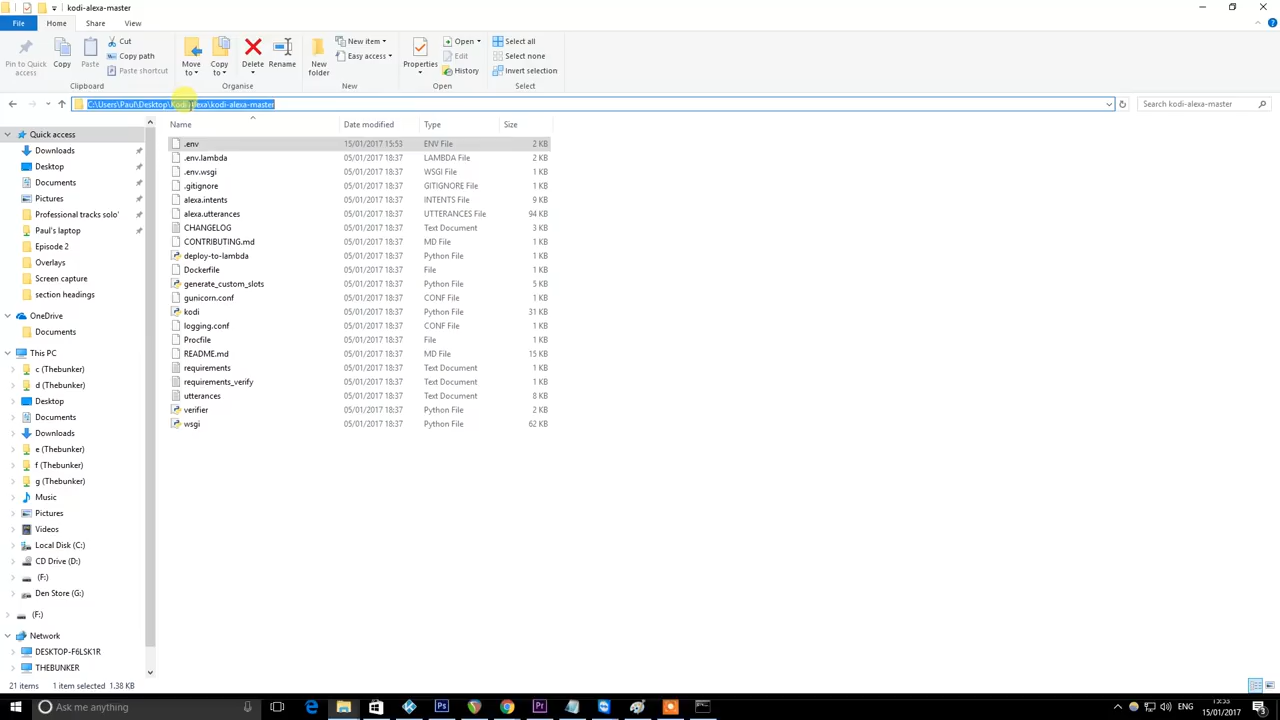 kodi-alexa-master
File
Home
Share
View
Pin to Quick access
Copy
Paste
Cut
Copy path
Paste shortcut
Clipboard
Move to
Copy to
Delete
Rename
Organise
New folder
New item
Easy access
New
Properties
Open
Edit
History
Open
Select all
Select none
Invert selection
Select
C:\Users\Paul\Desktop\Kodi Alexa\kodi-alexa-master
Search kodi-alexa-master
Name Date modified Type Size
.env 15/01/2017 15:53 ENV File 2 KB
.env.lambda 05/01/2017 18:37 LAMBDA File 2 KB
.env.wsgi 05/01/2017 18:37 WSGI File 1 KB
.gitignore 05/01/2017 18:37 GITIGNORE File 1 KB
alexa.intents 05/01/2017 18:37 INTENTS File 9 KB
alexa.utterances 05/01/2017 18:37 UTTERANCES File 94 KB
CHANGELOG 05/01/2017 18:37 Text Document 3 KB
CONTRIBUTING.md 05/01/2017 18:37 MD File 1 KB
deploy-to-lambda 05/01/2017 18:37 Python File 1 KB
Dockerfile 05/01/2017 18:37 File 1 KB
generate_custom_slots 05/01/2017 18:37 Python File 5 KB
gunicorn.conf 05/01/2017 18:37 CONF File 1 KB
kodi 05/01/2017 18:37 Python File 31 KB
logging.conf 05/01/2017 18:37 CONF File 1 KB
Procfile 05/01/2017 18:37 File 1 KB
README.md 05/01/2017 18:37 MD File 15 KB
requirements 05/01/2017 18:37 Text Document 1 KB
requirements_verify 05/01/2017 18:37 Text Document 1 KB
utterances 05/01/2017 18:37 Text Document 8 KB
verifier 05/01/2017 18:37 Python File 2 KB
wsgi 05/01/2017 18:37 Python File 62 KB
Quick access
Downloads
Desktop
Documents
Pictures
Professional tracks solo'
Paul's laptop
Episode 2
Overlays
Screen capture
section headings
OneDrive
Documents
This PC
c (Thebunker)
d (Thebunker)
Desktop
Documents
Downloads
e (Thebunker)
f (Thebunker)
g (Thebunker)
Music
Pictures
Videos
Local Disk (C:)
CD Drive (D:)
(F:)
Den Store (G:)
(F:)
Network
DESKTOP-F6LSK1R
THEBUNKER
21 items 1 item selected 1.38 KB
Ask me anything
Pr
Ps
ENG
15:53
15/01/2017
3